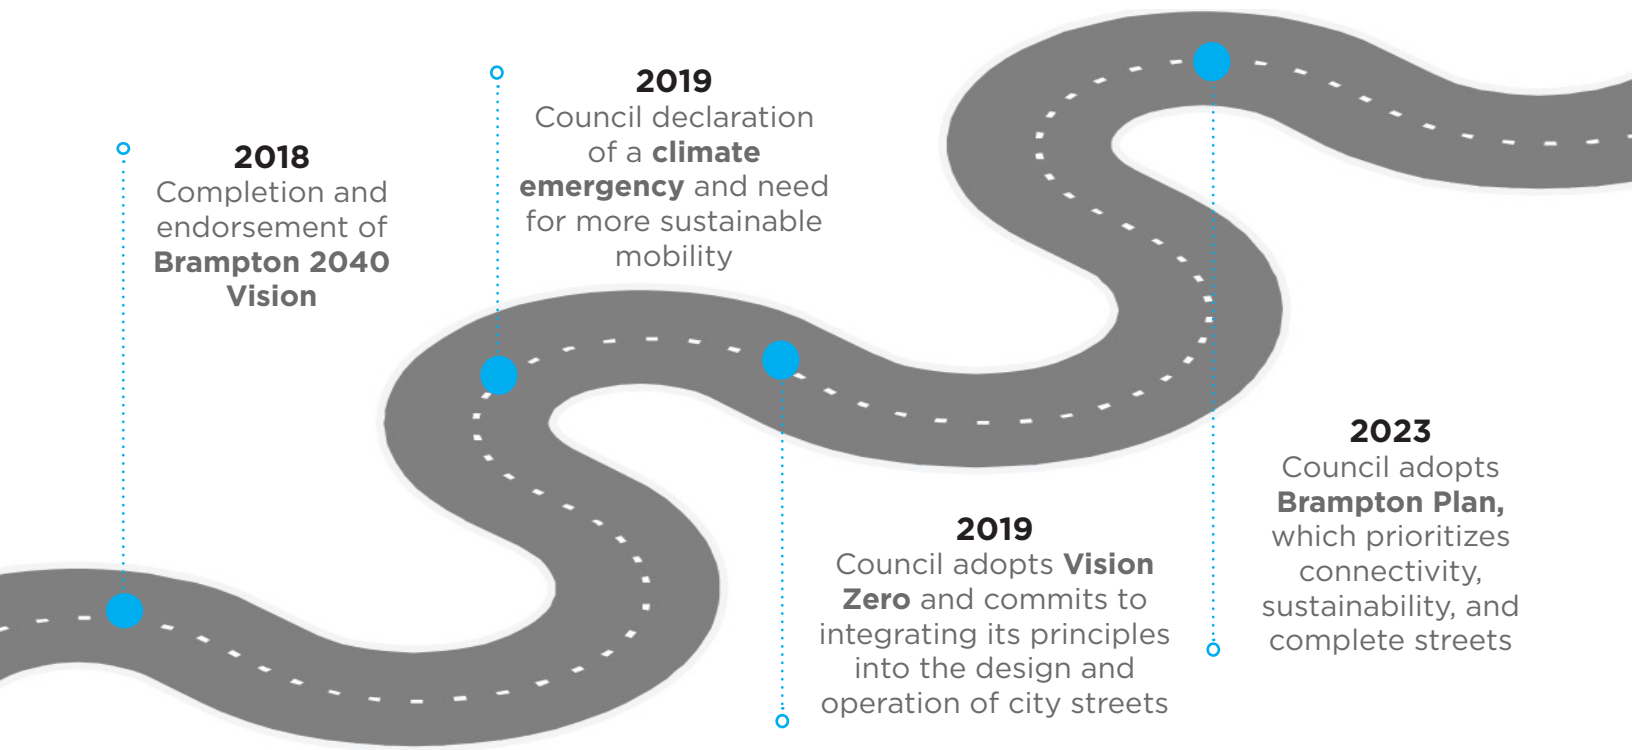 2018
Completion and
endorsement of
Brampton 2040
Vision
2019
Council declaration
of a climate
emergency and need
for more sustainable
mobility
2019
Council adopts Vision
Zero and commits to
integrating its principles
into the design and
operation of city streets
2023
Council adopts
Brampton Plan,
which prioritizes
connectivity,
sustainability, and
complete streets